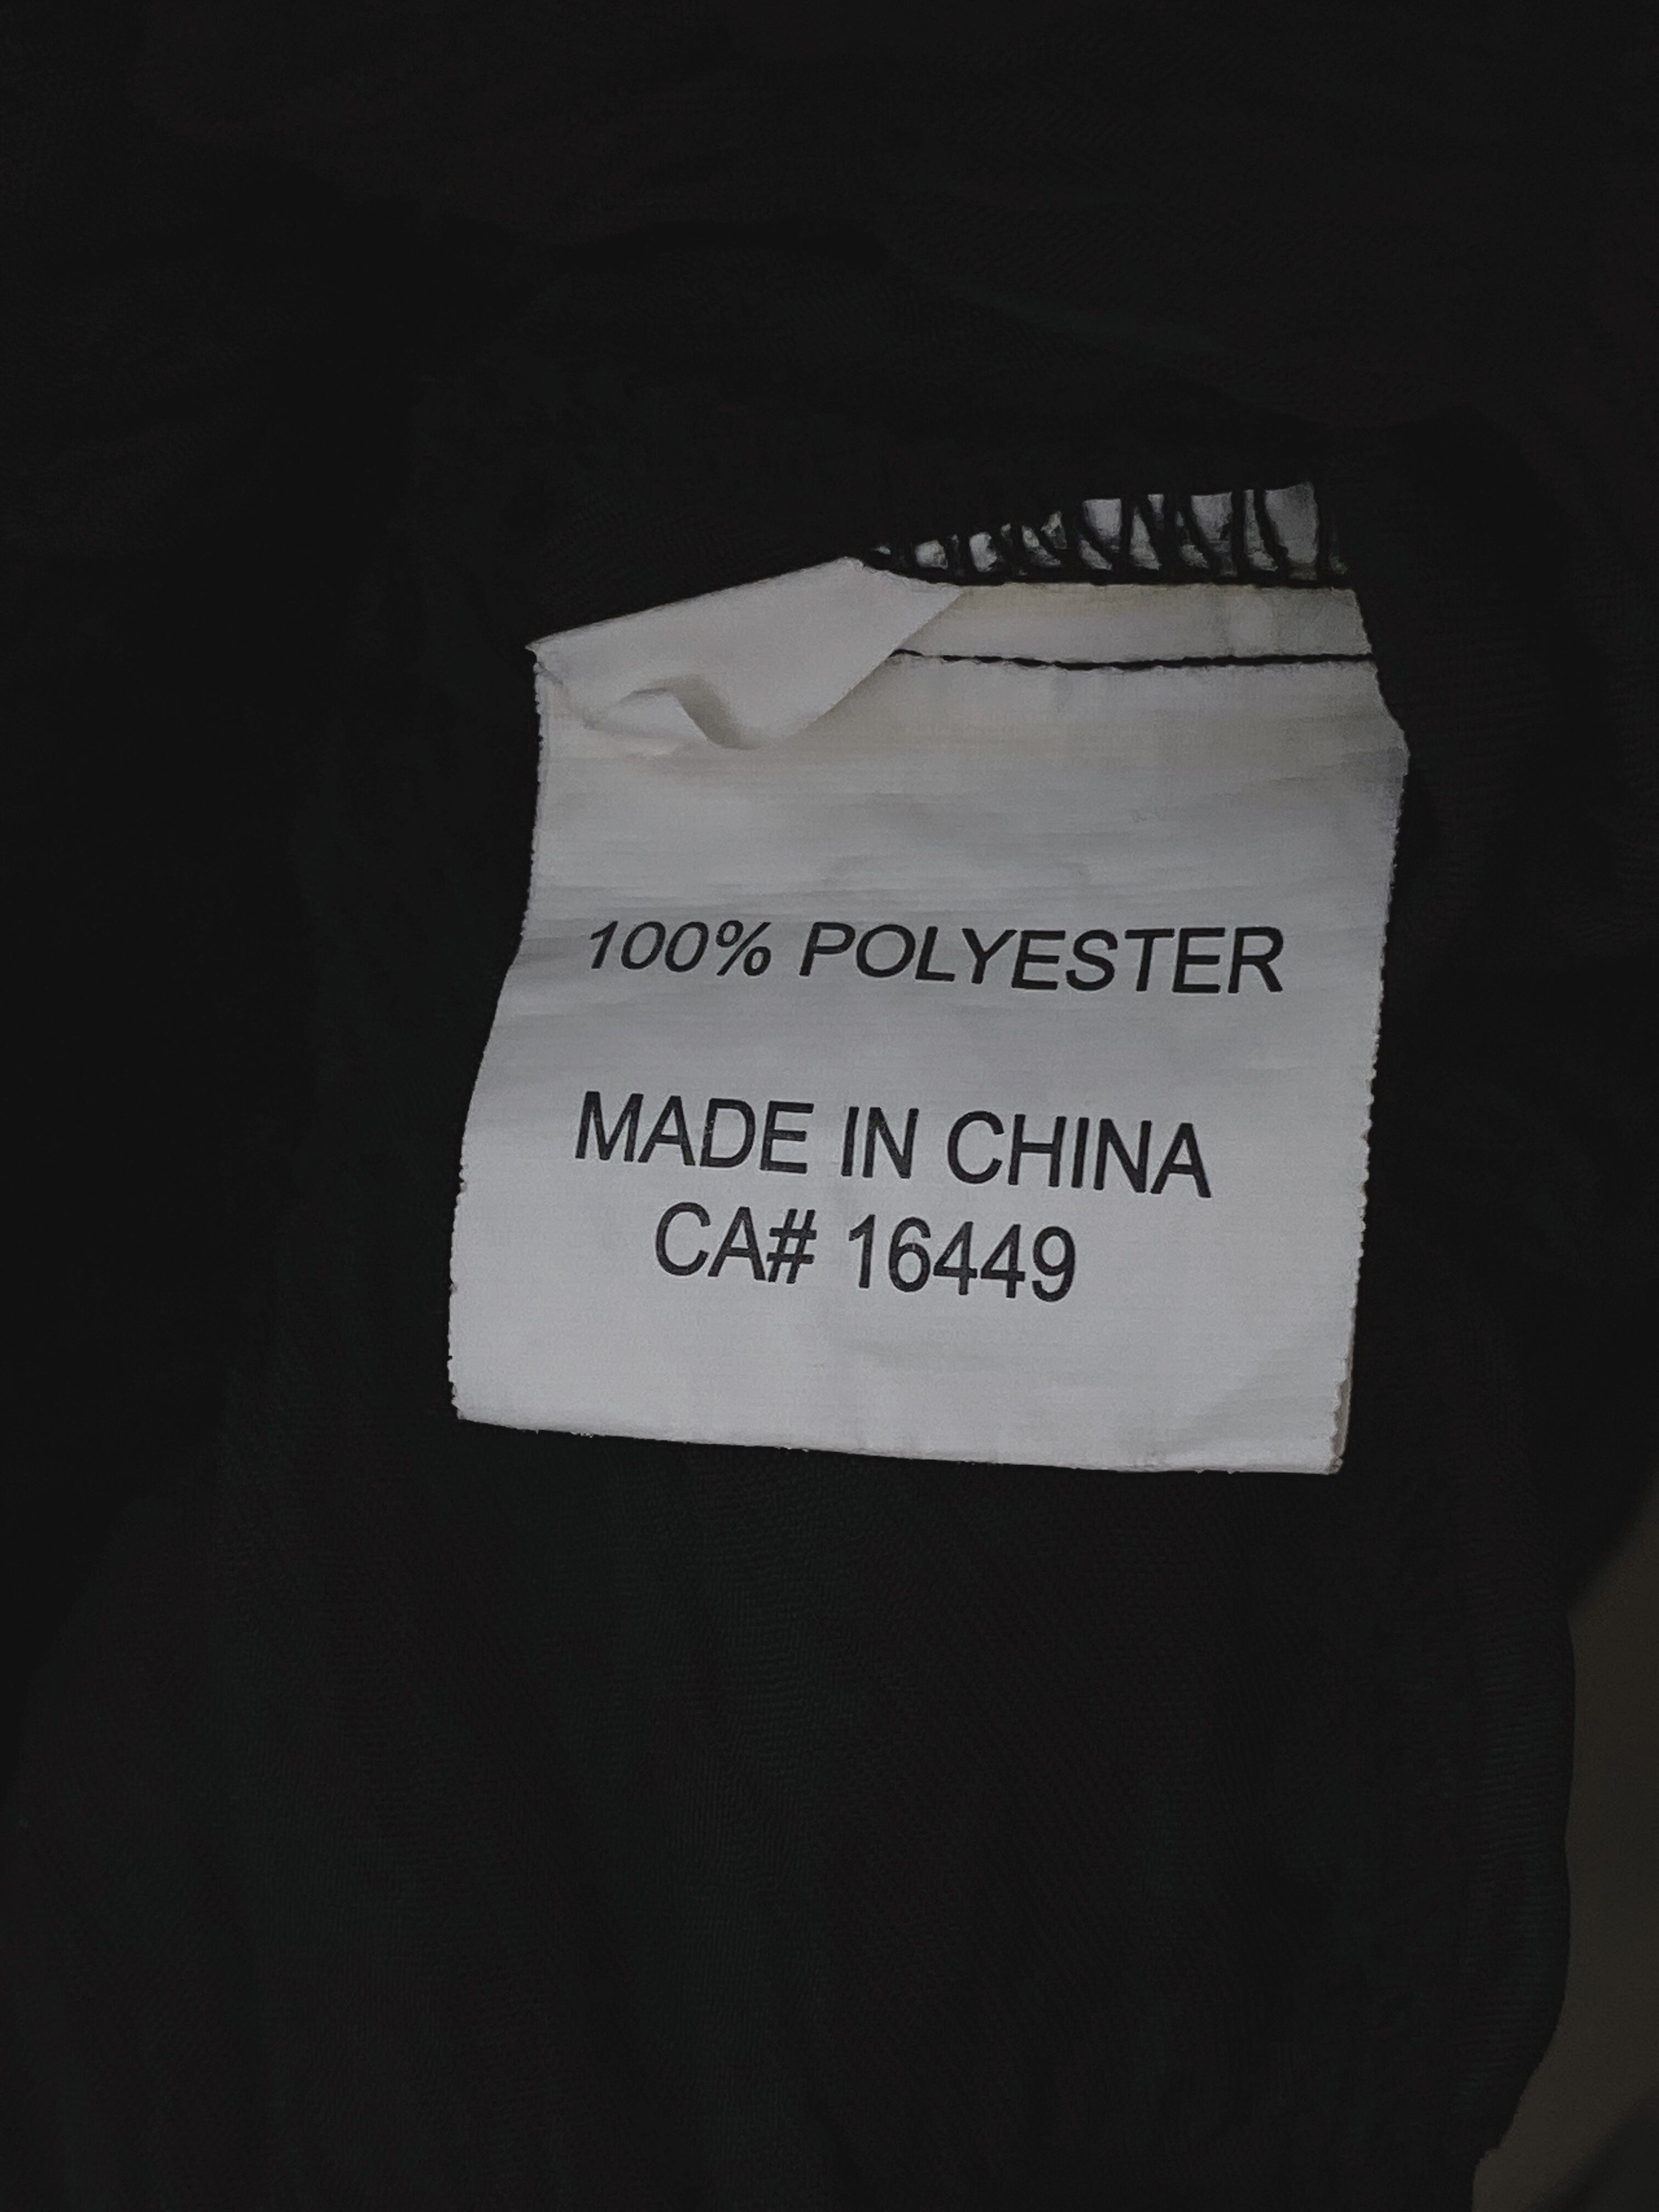 100% POLYESTER
MADE IN CHINA
CA# 16449